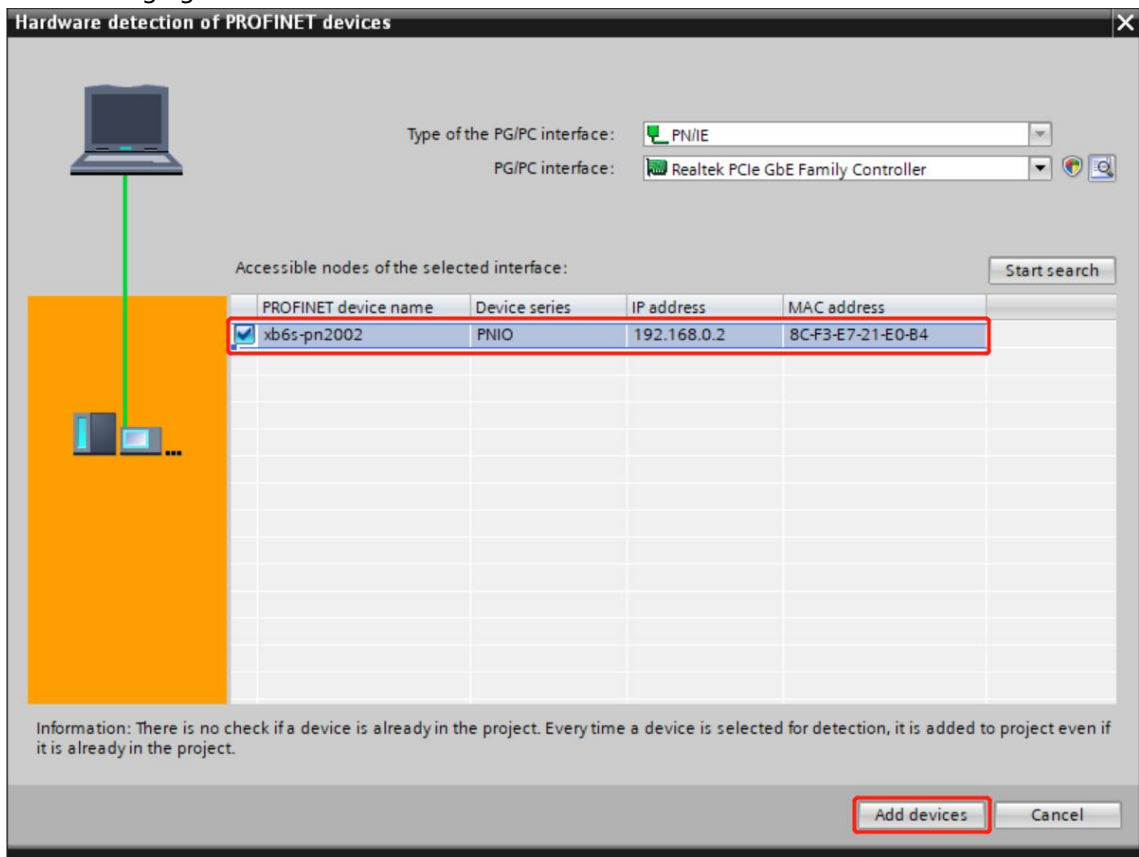 Hardware detection of PROFINET devices
Type of the PG/PC interface: PN/IE
PG/PC interface: Realtek PCIe GbE Family Controller
Accessible nodes of the selected interface:
Start search
PROFINET device name Device series IP address MAC address
xb6s-pn2002 PNIO 192.168.0.2 8C-F3-E7-21-E0-B4
Information: There is no check if a device is already in the project. Every time a device is selected for detection, it is added to project even if
it is already in the project.
Add devices Cancel